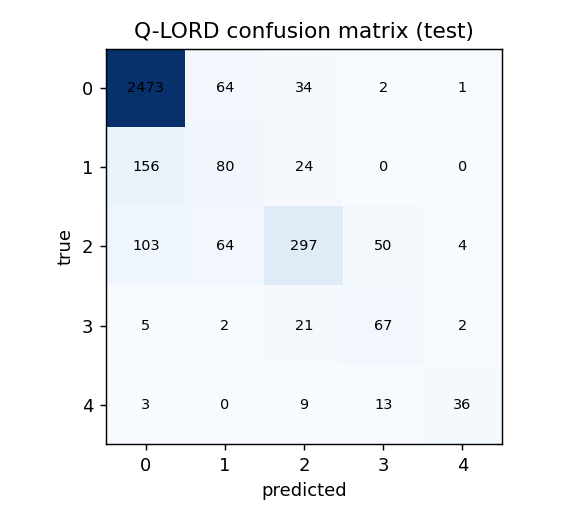 Q-LORD confusion matrix (test)
0 2473 64 34 2 1
1 156 80 24 0 0
true
2 103 64 297 50 4
3 5 2 21 67 2
4 3 0 9 13 36
0 1 2 3 4
predicted